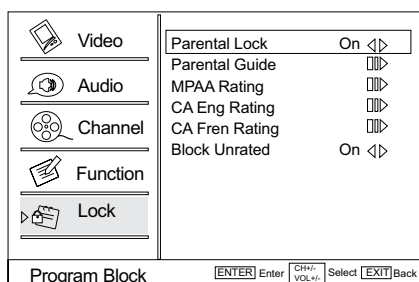 Video
Audio
Channel
Function
Lock
Parental Lock On
Parental Guide
MPAA Rating
CA Eng Rating
CA Fren Rating
Block Unrated On
Program Block
ENTER Enter CH+/- VOL+/- Select EXIT Back